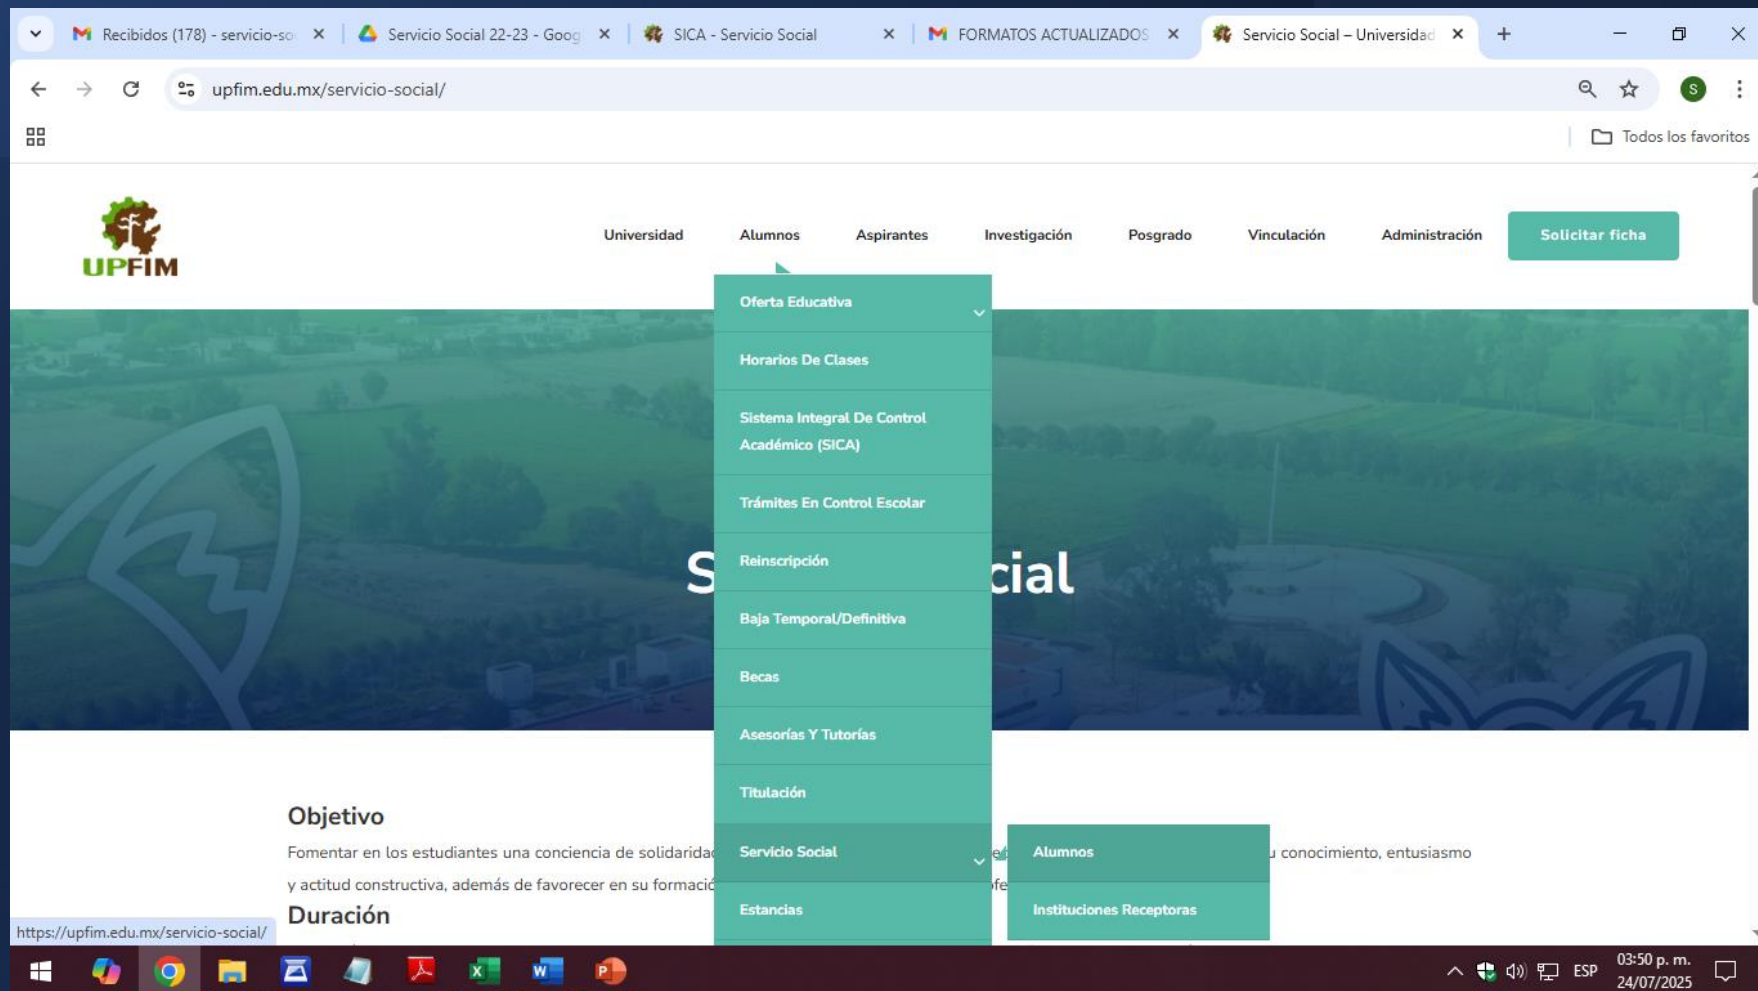 Recibidos (178) - servicio-so
Servicio Social 22-23 - Goog
SICA - Servicio Social
FORMATOS ACTUALIZADOS
Servicio Social – Universidad
upfim.edu.mx/servicio-social/
S
Todos los favoritos
UPFIM
Universidad
Alumnos
Aspirantes
Investigación
Posgrado
Vinculación
Administración
Solicitar ficha
Oferta Educativa
Horarios De Clases
Sistema Integral De Control
Académico (SICA)
Trámites En Control Escolar
Reinscripción
S cial
Baja Temporal/Definitiva
Becas
Asesorías Y Tutorías
Titulación
Servicio Social
Estancias
Alumnos
Instituciones Receptoras
Objetivo
Fomentar en los estudiantes una conciencia de solidaridad conocimiento, entusiasmo
y actitud constructiva, además de favorecer en su formació
Duración
https://upfim.edu.mx/servicio-social/
ESP
03:50 p. m.
24/07/2025